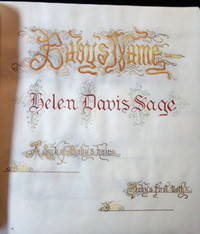 Baby's Name
Helen Davis Sage.
A lock of Baby's hair.
Baby's first tooth.